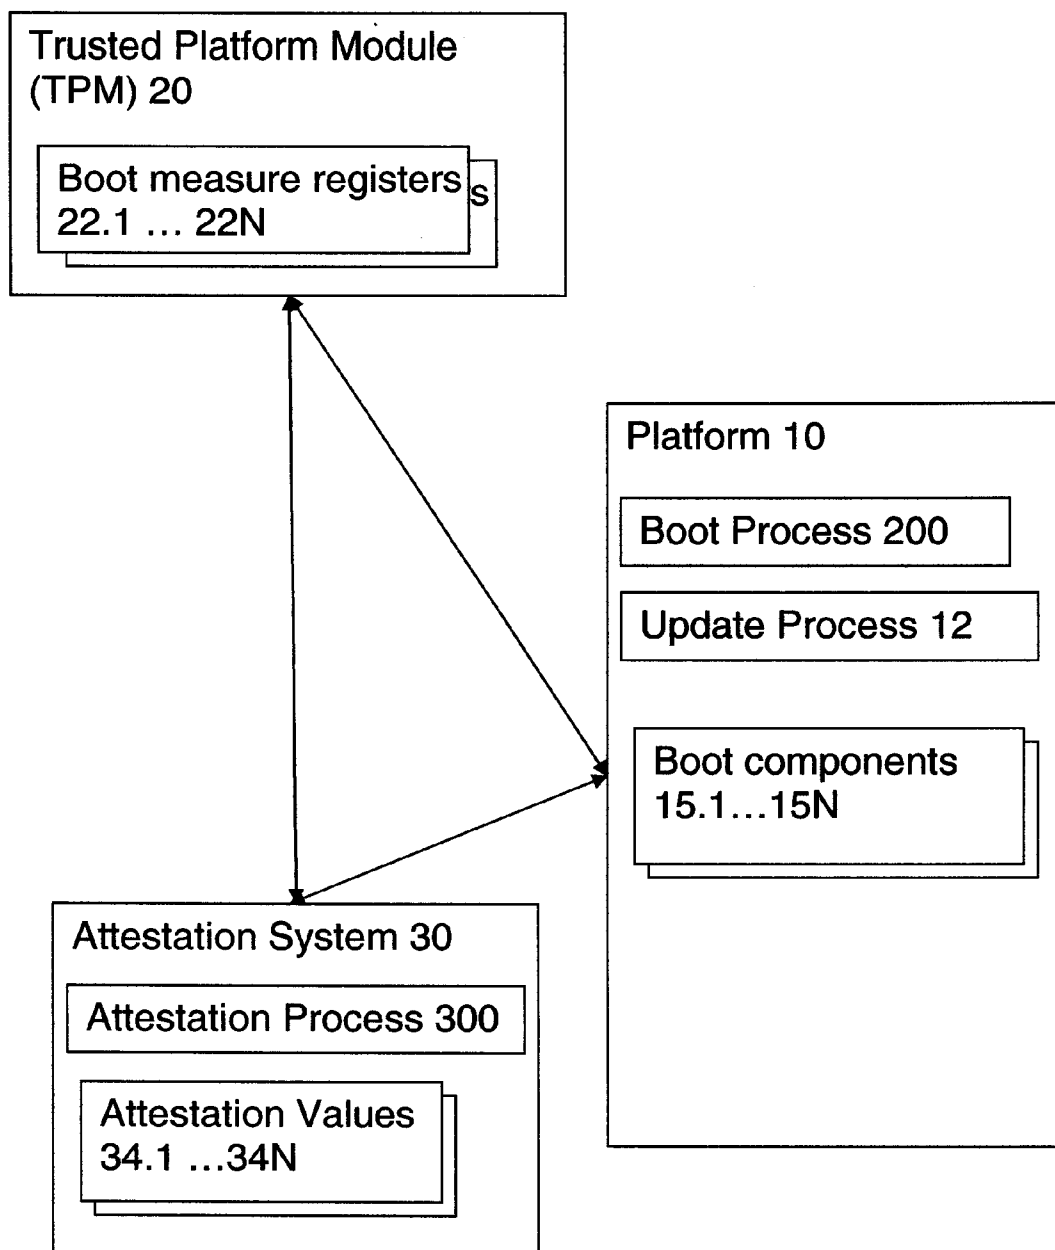 Trusted Platform Module
(TPM) 20
Boot measure registers
s
22.1 ... 22N
Platform 10
Boot Process 200
Update Process 12
Boot components
15.1...15N
Attestation System 30
Attestation Process 300
Attestation Values
34.1 ...34N